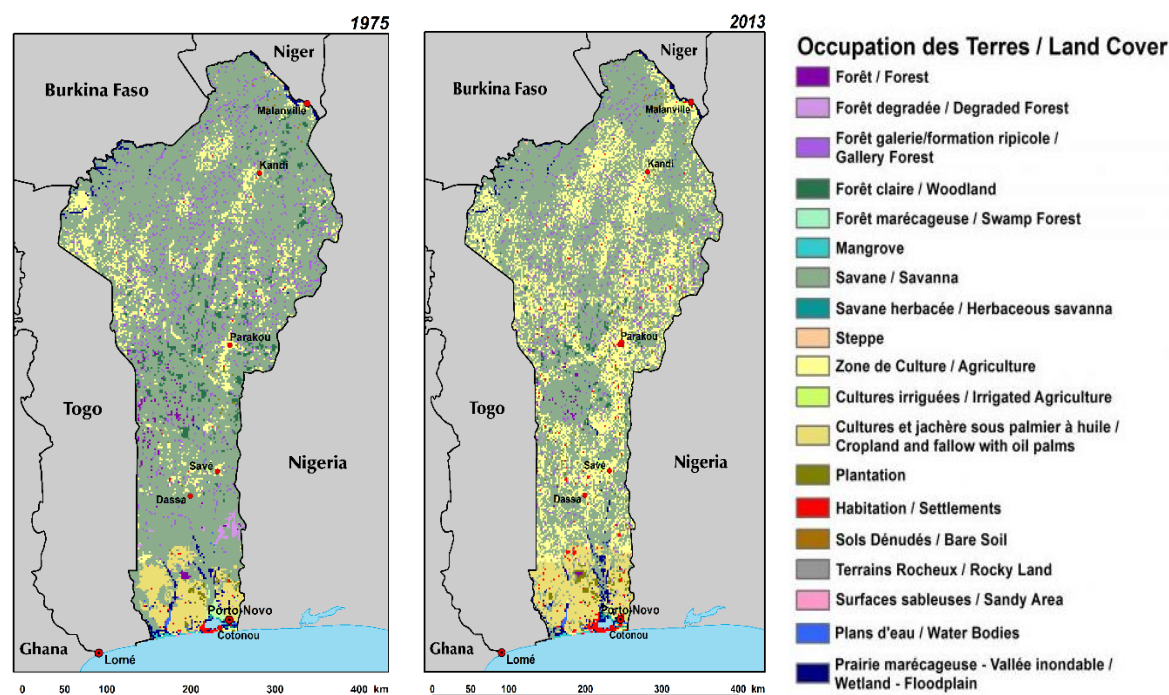 1975
Niger
Burkina Faso
Malanville
Kandi
Parakou
Togo
Nigeria
Savé
Dassa
Porto-Novo
Cotonou
Ghana
Lomé
0 50 100 200 300 400 km
2013
Niger
Burkina Faso
Malanville
Kandi
Parakou
Togo
Nigeria
Savé
Dassa
Porto-Novo
Cotonou
Ghana
Lomé
0 50 100 200 300 400 km
Occupation des Terres / Land Cover
Forêt / Forest
Forêt degradée / Degraded Forest
Forêt galerie/formation ripicole /
Gallery Forest
Forêt claire / Woodland
Forêt marécageuse / Swamp Forest
Mangrove
Savane / Savanna
Savane herbacée / Herbaceous savanna
Steppe
Zone de Culture / Agriculture
Cultures irriguées / Irrigated Agriculture
Cultures et jachère sous palmier à huile /
Cropland and fallow with oil palms
Plantation
Habitation / Settlements
Sols Dénudés / Bare Soil
Terrains Rocheux / Rocky Land
Surfaces sableuses / Sandy Area
Plans d'eau / Water Bodies
Prairie marécageuse - Vallée inondable /
Wetland - Floodplain